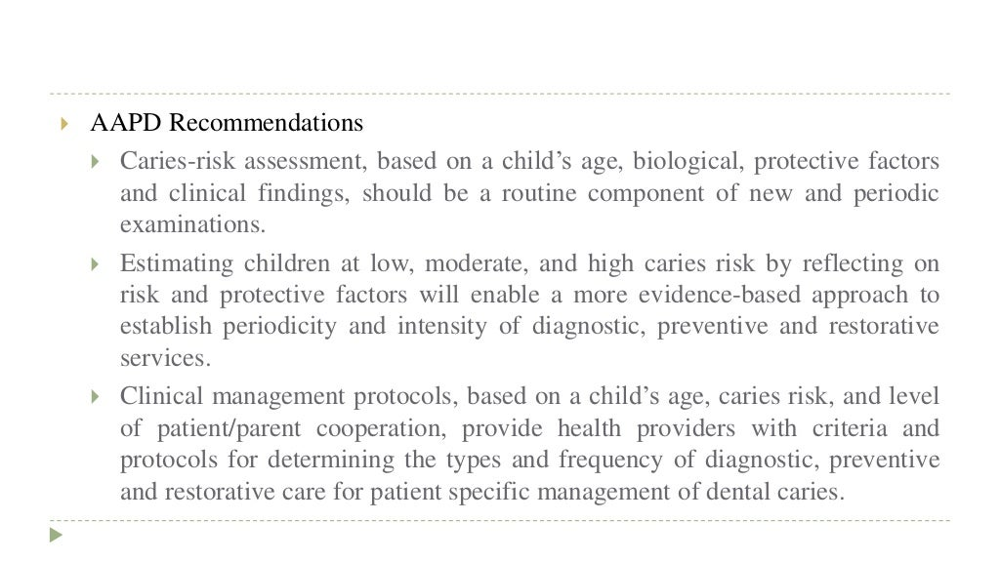 AAPD Recommendations
Caries-risk assessment, based on a child’s age, biological, protective factors
and clinical findings, should be a routine component of new and periodic
examinations.
Estimating children at low, moderate, and high caries risk by reflecting on
risk and protective factors will enable a more evidence-based approach to
establish periodicity and intensity of diagnostic, preventive and restorative
services.
Clinical management protocols, based on a child’s age, caries risk, and level
of patient/parent cooperation, provide health providers with criteria and
protocols for determining the types and frequency of diagnostic, preventive
and restorative care for patient specific management of dental caries.